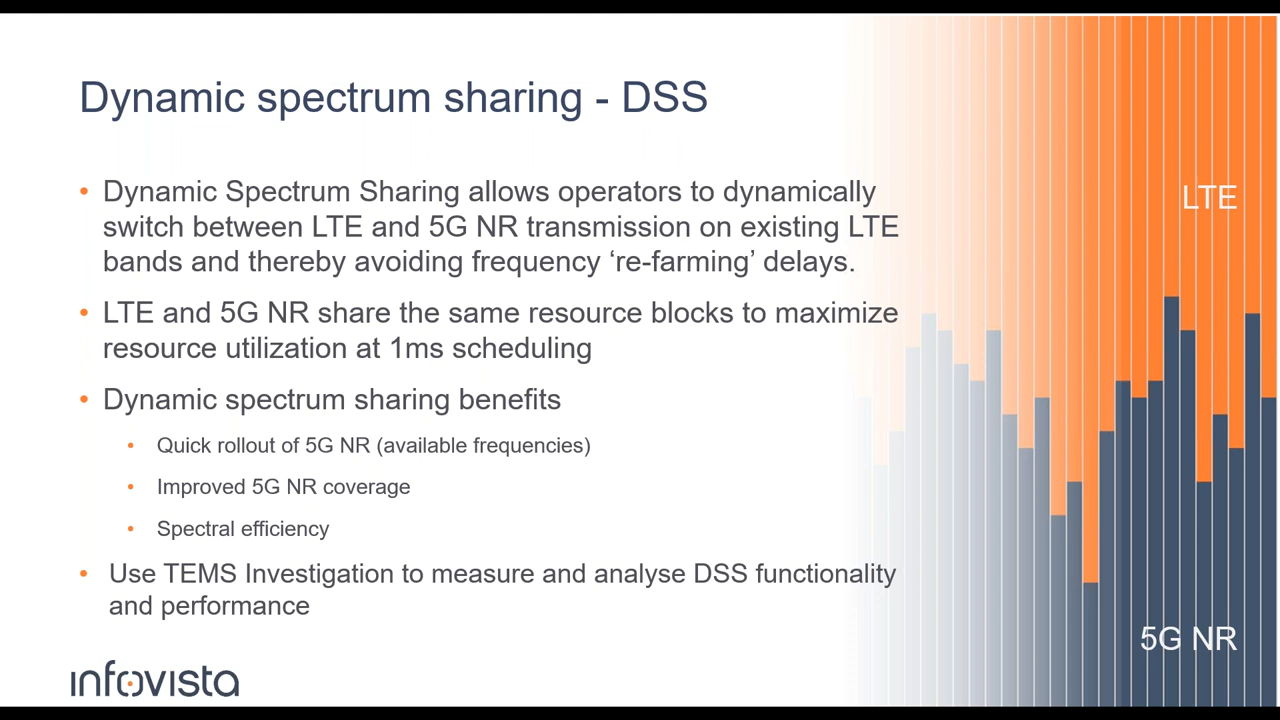 Dynamic spectrum sharing - DSS
• Dynamic Spectrum Sharing allows operators to dynamically
switch between LTE and 5G NR transmission on existing LTE
bands and thereby avoiding frequency ‘re-farming’ delays.
• LTE and 5G NR share the same resource blocks to maximize
resource utilization at 1ms scheduling
• Dynamic spectrum sharing benefits
• Quick rollout of 5G NR (available frequencies)
• Improved 5G NR coverage
• Spectral efficiency
• Use TEMS Investigation to measure and analyse DSS functionality
and performance
LTE
5G NR
infovista